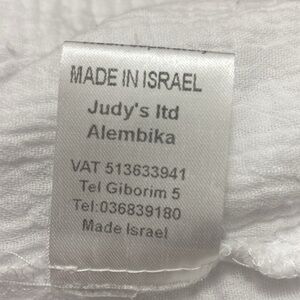 MADE IN ISRAEL
Judy's ltd
Alembika
VAT 513633941
Tel Giborim 5
Tel:036839180
Made Israel